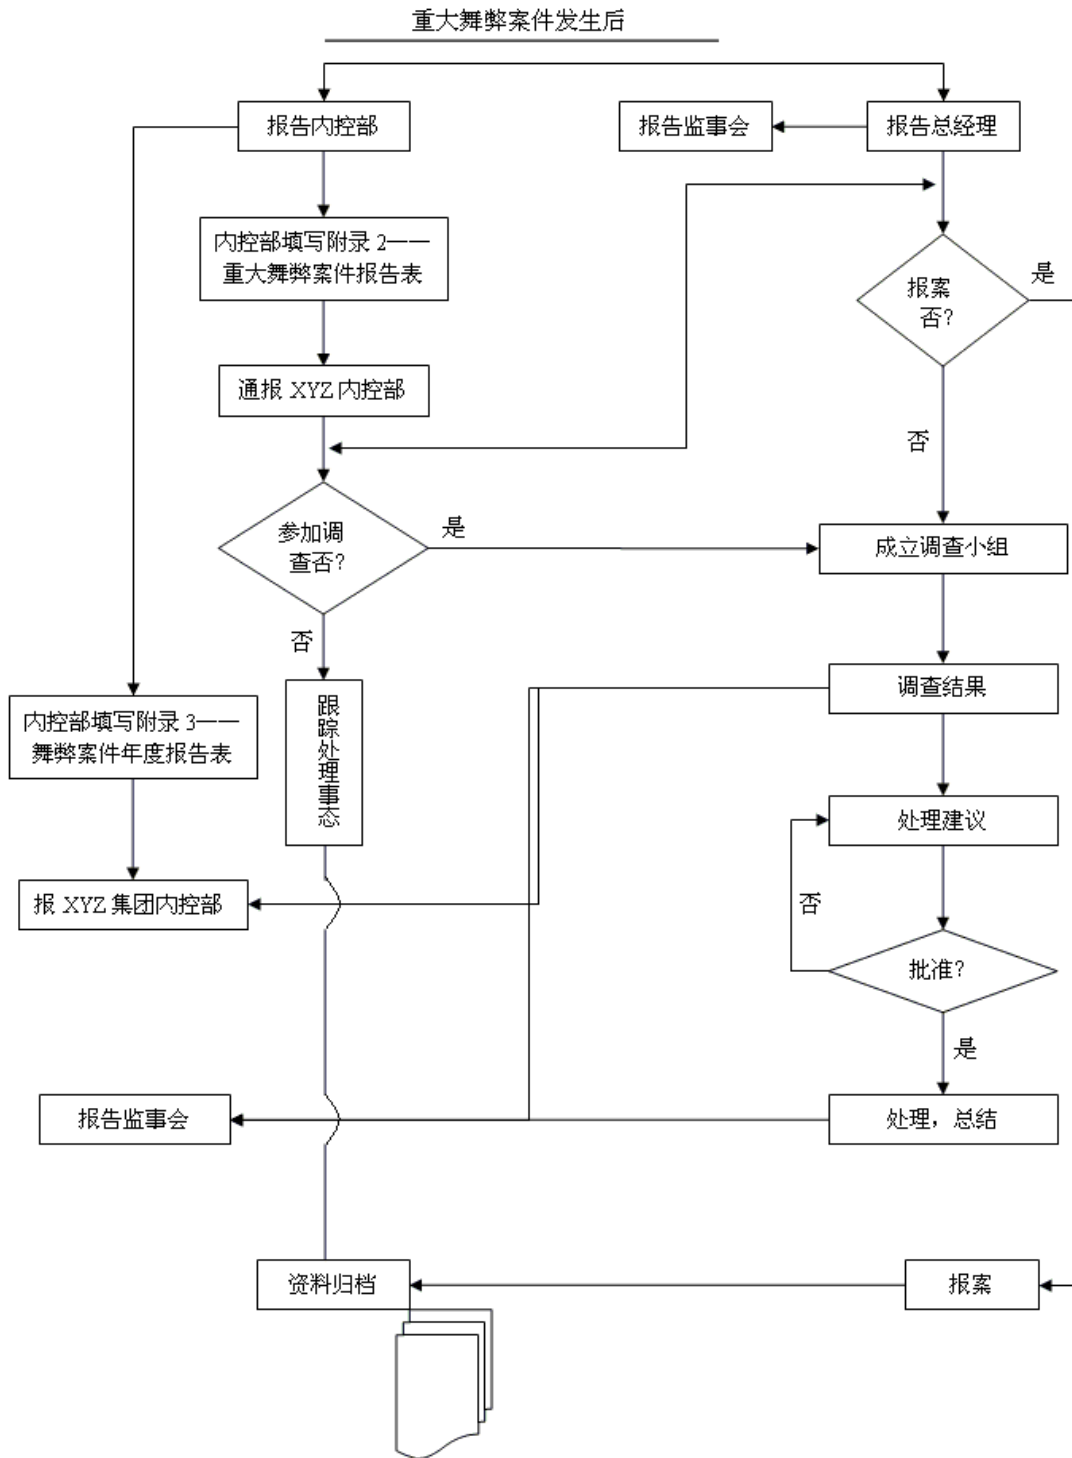 重大舞弊案件发生后
报告内控部
报告监事会
报告总经理
内控部填写附录 2——
重大舞弊案件报告表
报案
否?
是
通报 XYZ 内控部
否
参加调
查否?
是
成立调查小组
否
跟踪处理事态
调查结果
内控部填写附录 3——
舞弊案件年度报告表
处理建议
报 XYZ 集团内控部
否
批准?
是
报告监事会
处理，总结
资料归档
报案